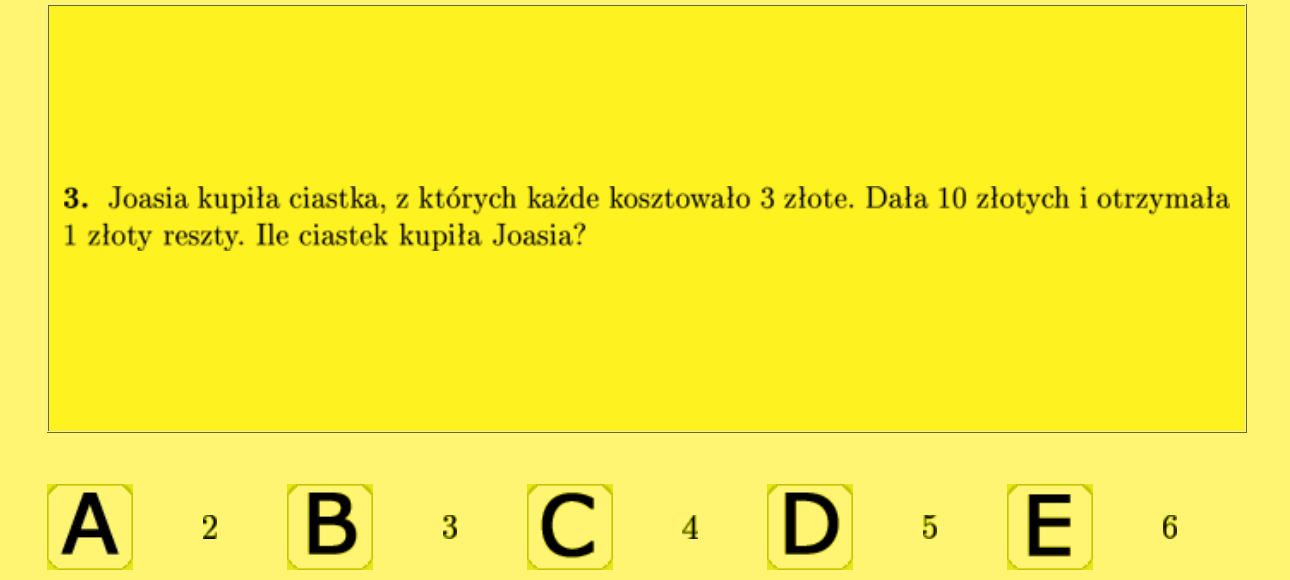 3. Joasia kupiła ciastka, z których każde kosztowało 3 złote. Dała 10 złotych i otrzymała
1 złoty reszty. Ile ciastek kupiła Joasia?
A 2 B 3 C 4 D 5 E 6